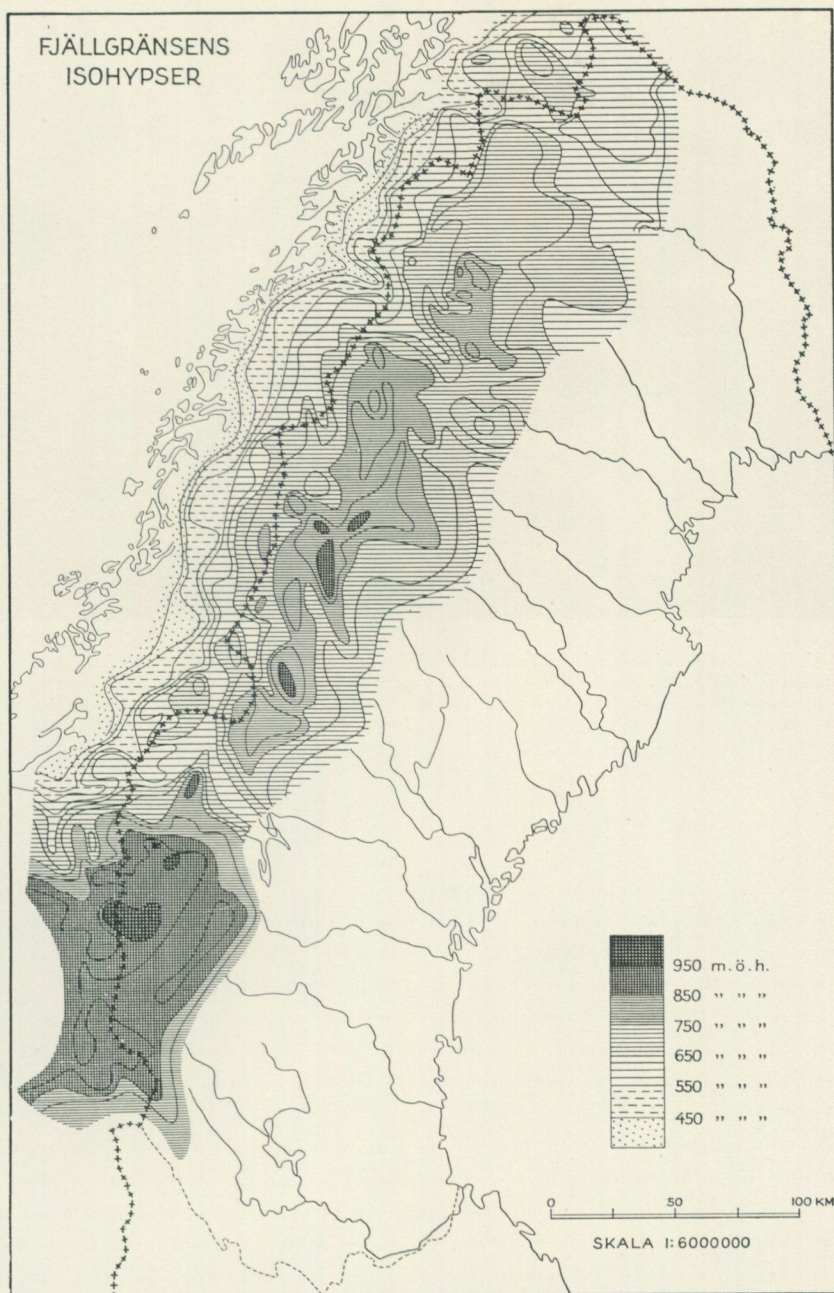 FJÄLLGRÄNSENS
ISOHYPSER
950 m.ö.h.
850 " " "
750 " " "
650 " " "
550 " " "
450 " " "
0 50 100 KM
SKALA 1:6000000